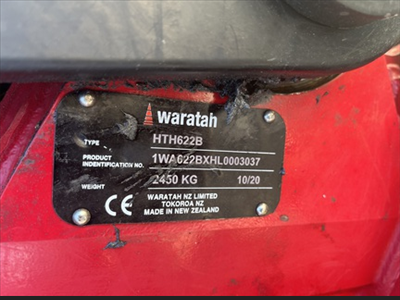 waratah
TYPE HTH622B
PRODUCT INDENTIFICATION NO. 1WA622BXHL0003037
WEIGHT 2450 KG 10/20
CE WARATAH NZ LIMITED
TOKOROA NZ
MADE IN NEW ZEALAND